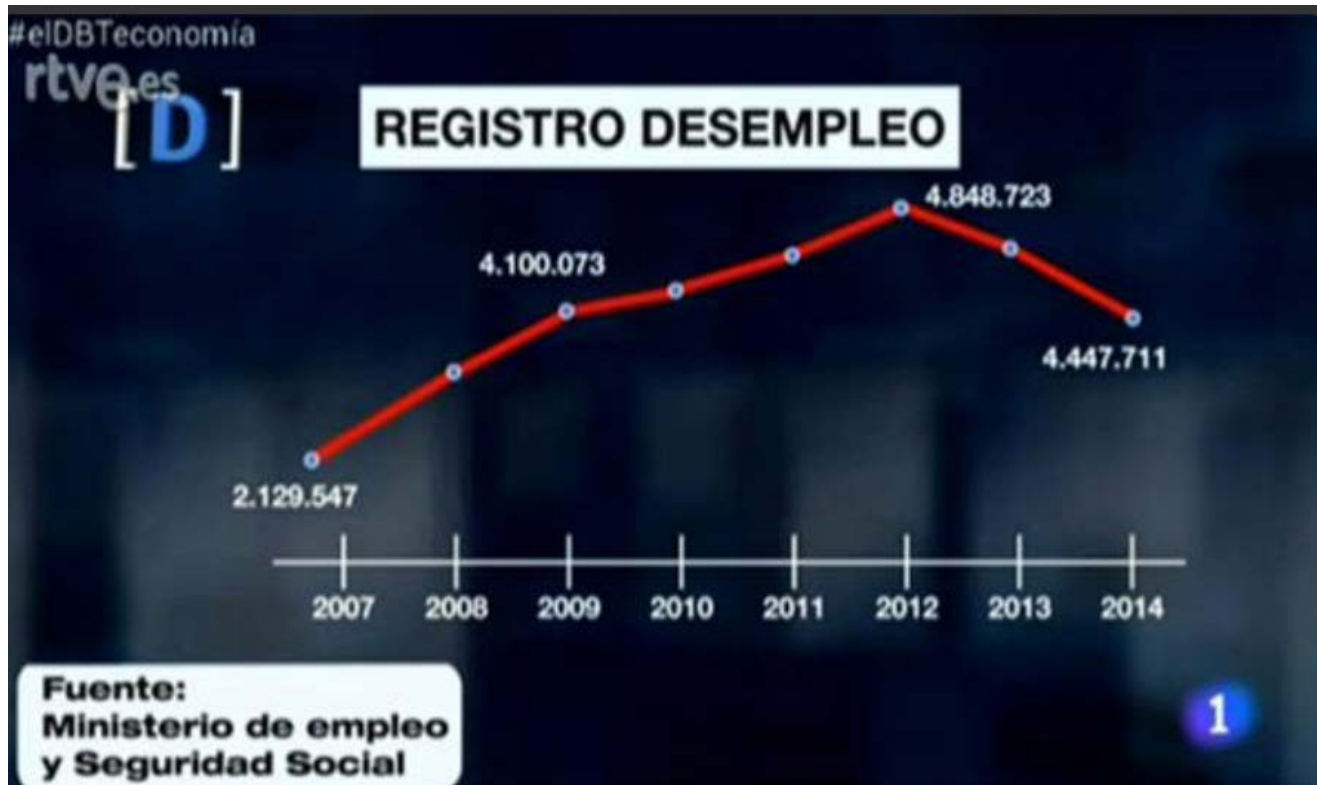 #elDBTeconomía
rtve.es
[D]
REGISTRO DESEMPLEO
4.848.723
4.100.073
4.447.711
2.129.547
2007 2008 2009 2010 2011 2012 2013 2014
Fuente:
Ministerio de empleo
y Seguridad Social
1